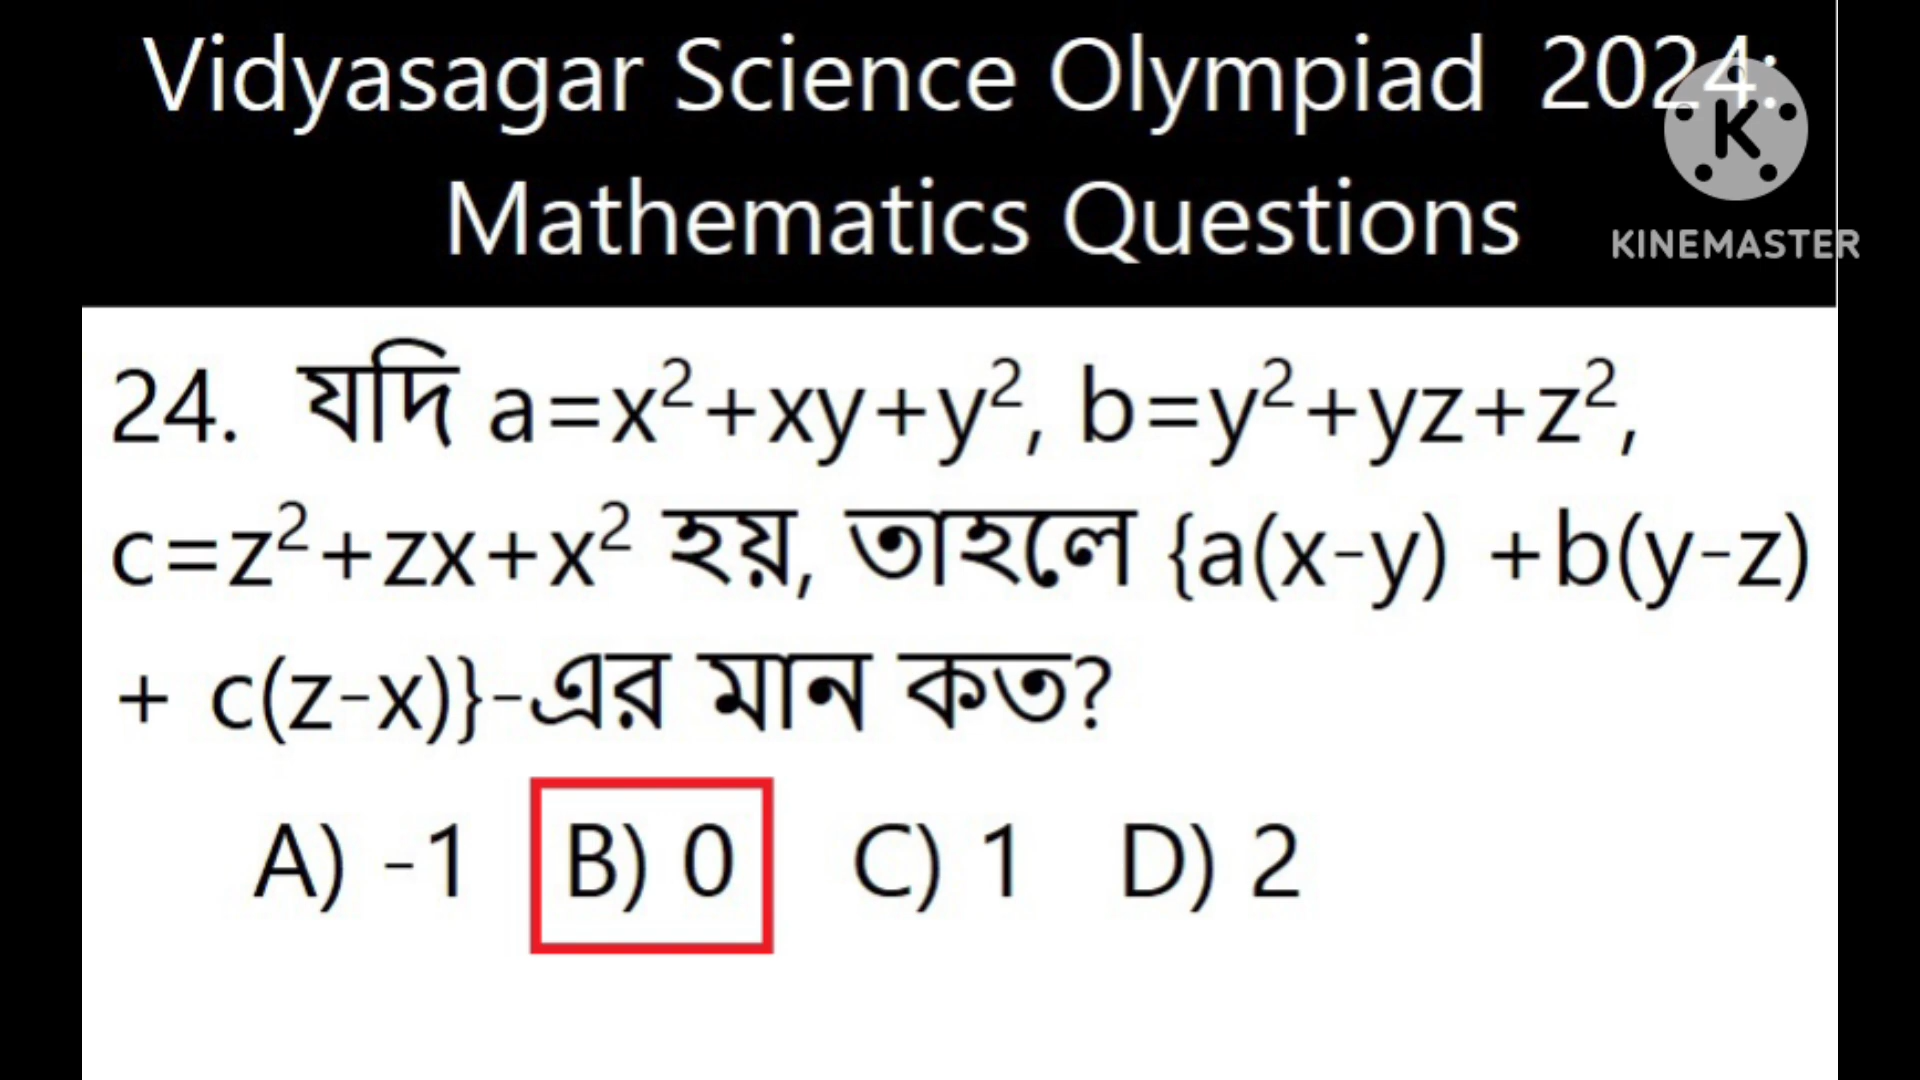 Vidyasagar Science Olympiad 2024:
Mathematics Questions
K
KINEMASTER
24. যদি a=x²+xy+y², b=y²+yz+z²,
c=z²+zx+x² হয়, তাহলে {a(x-y) +b(y-z)
+ c(z-x)}-এর মান কত?
A) -1 B) 0 C) 1 D) 2